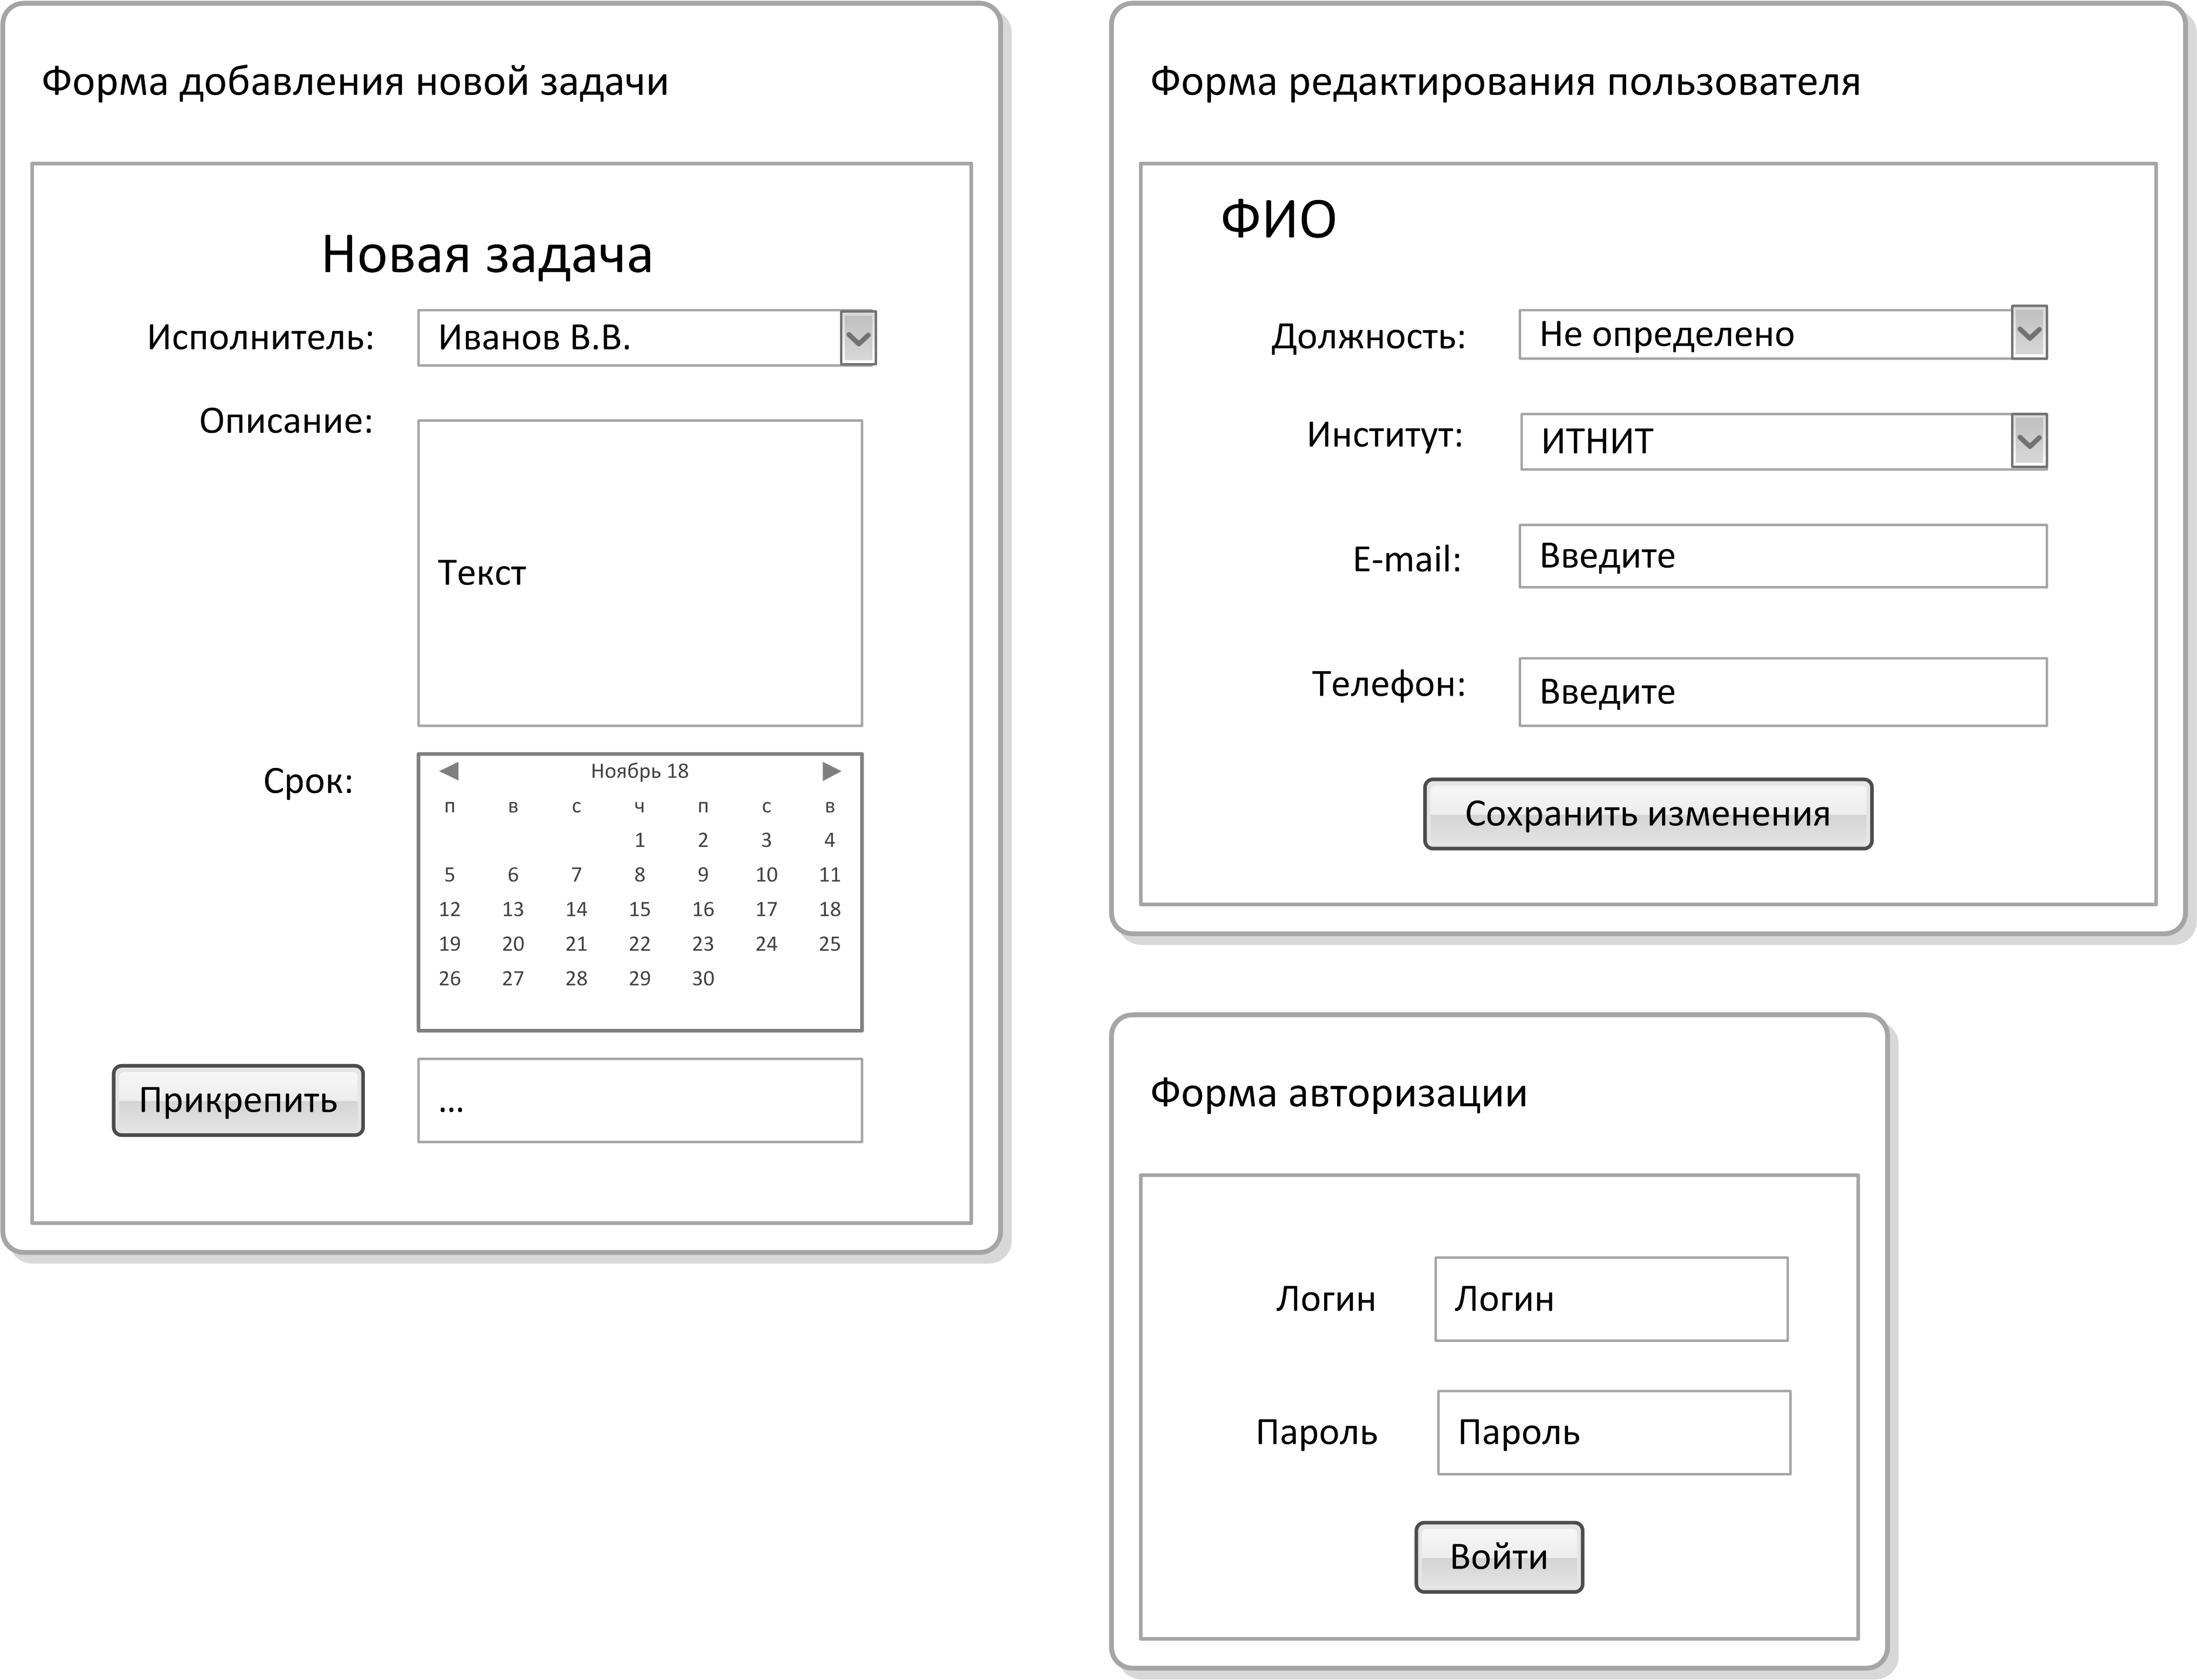 Форма добавления новой задачи
Новая задача
Исполнитель: Иванов В.В.
Описание:
Текст
Срок:
Ноябрь 18
п в с ч п с в
1 2 3 4
5 6 7 8 9 10 11
12 13 14 15 16 17 18
19 20 21 22 23 24 25
26 27 28 29 30
Прикрепить ...
Форма редактирования пользователя
ФИО
Должность: Не определено
Институт: ИТНИТ
E-mail: Введите
Телефон: Введите
Сохранить изменения
Форма авторизации
Логин Логин
Пароль Пароль
Войти